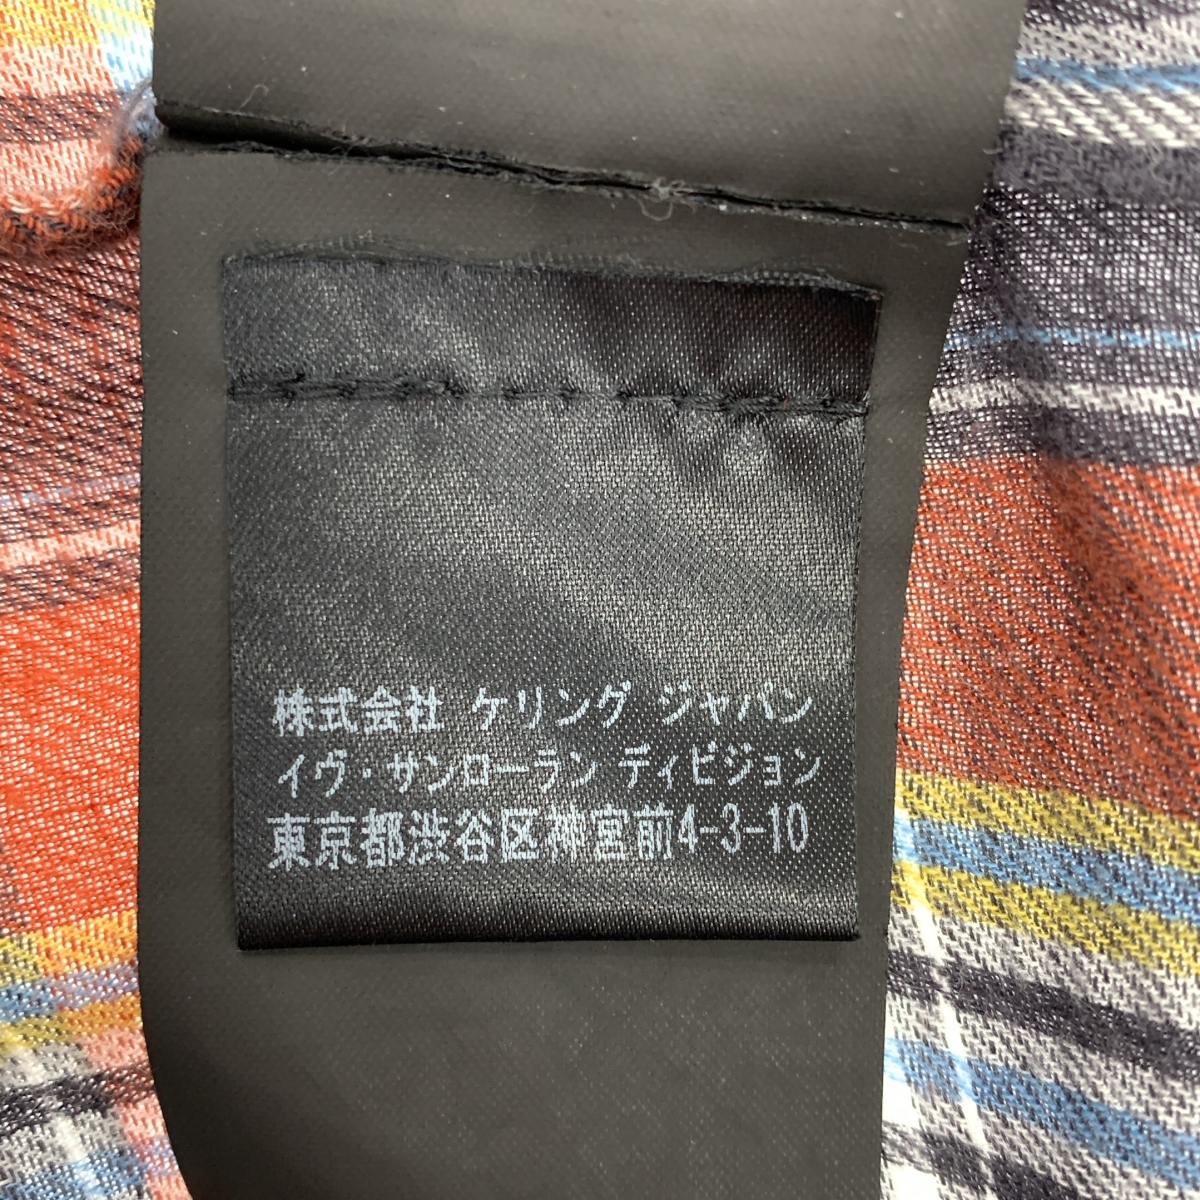 株式会社 ケリング ジャパン
イヴ・サンローラン ディビジョン
東京都渋谷区神宮前4-3-10